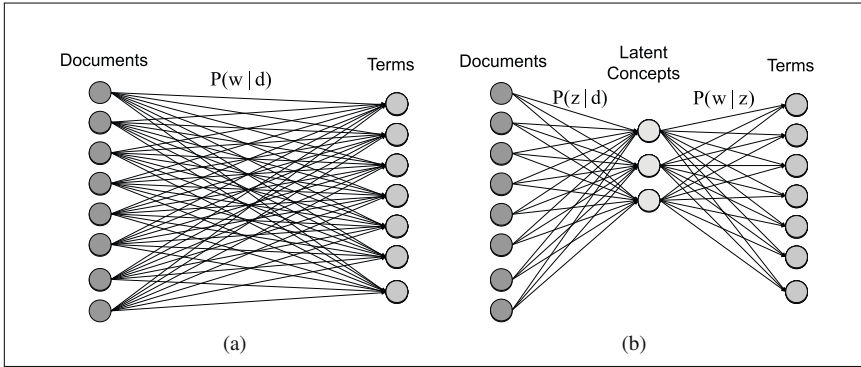 Documents
P(w|d)
Terms
(a)
Documents
Latent
Concepts
Terms
P(z|d)
P(w|z)
(b)